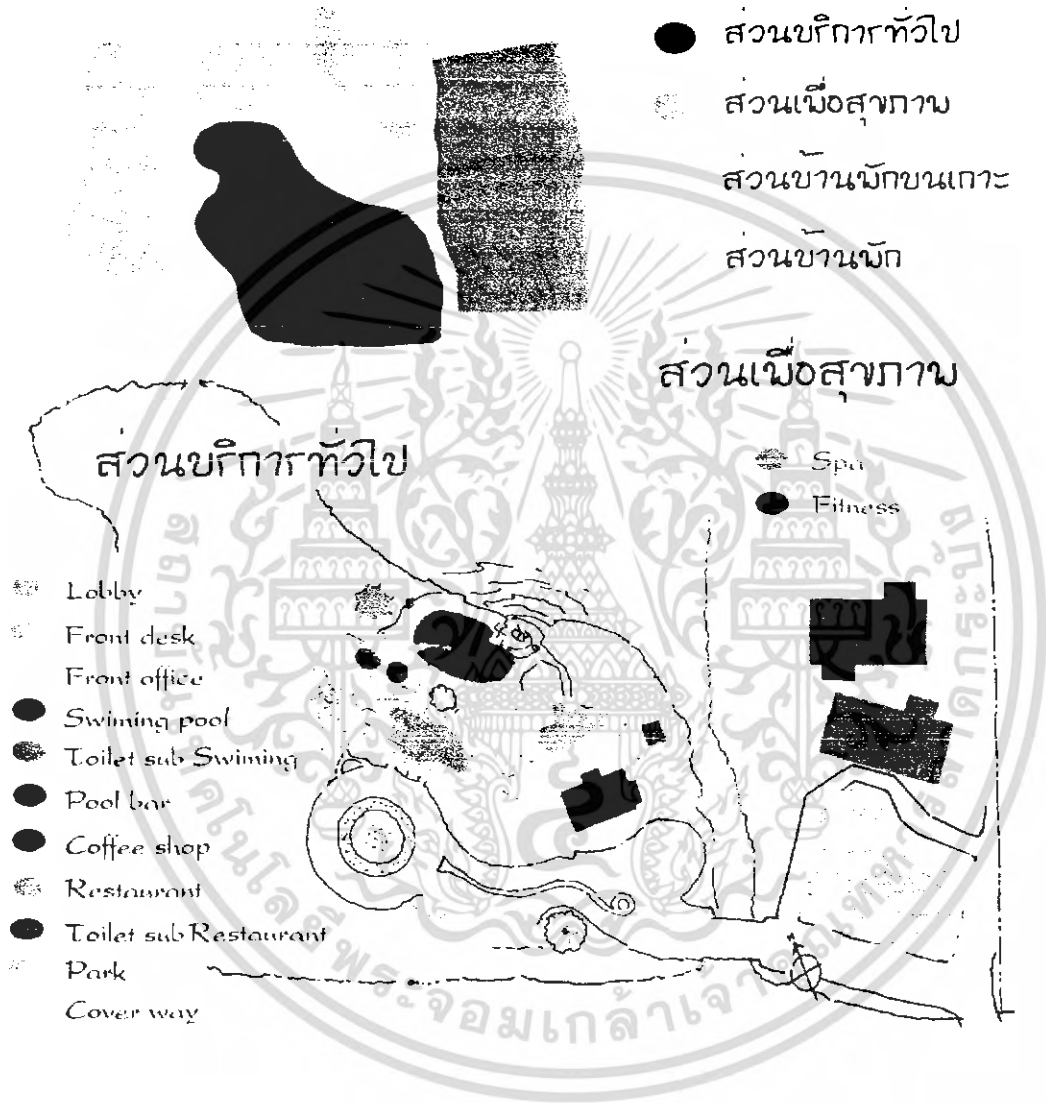 ส่วนบริการทั่วไป
ส่วนเพื่อสุขภาพ
ส่วนบ้านพักบนเกาะ
ส่วนบ้านพัก
ส่วนเพื่อสุขภาพ
Spa
Fitness
ส่วนบริการทั่วไป
Lobby
Front desk
Front office
Swiming pool
Toilet sub Swiming
Pool bar
Coffee shop
Restaurant
Toilet sub Restaurant
Park
Cover way